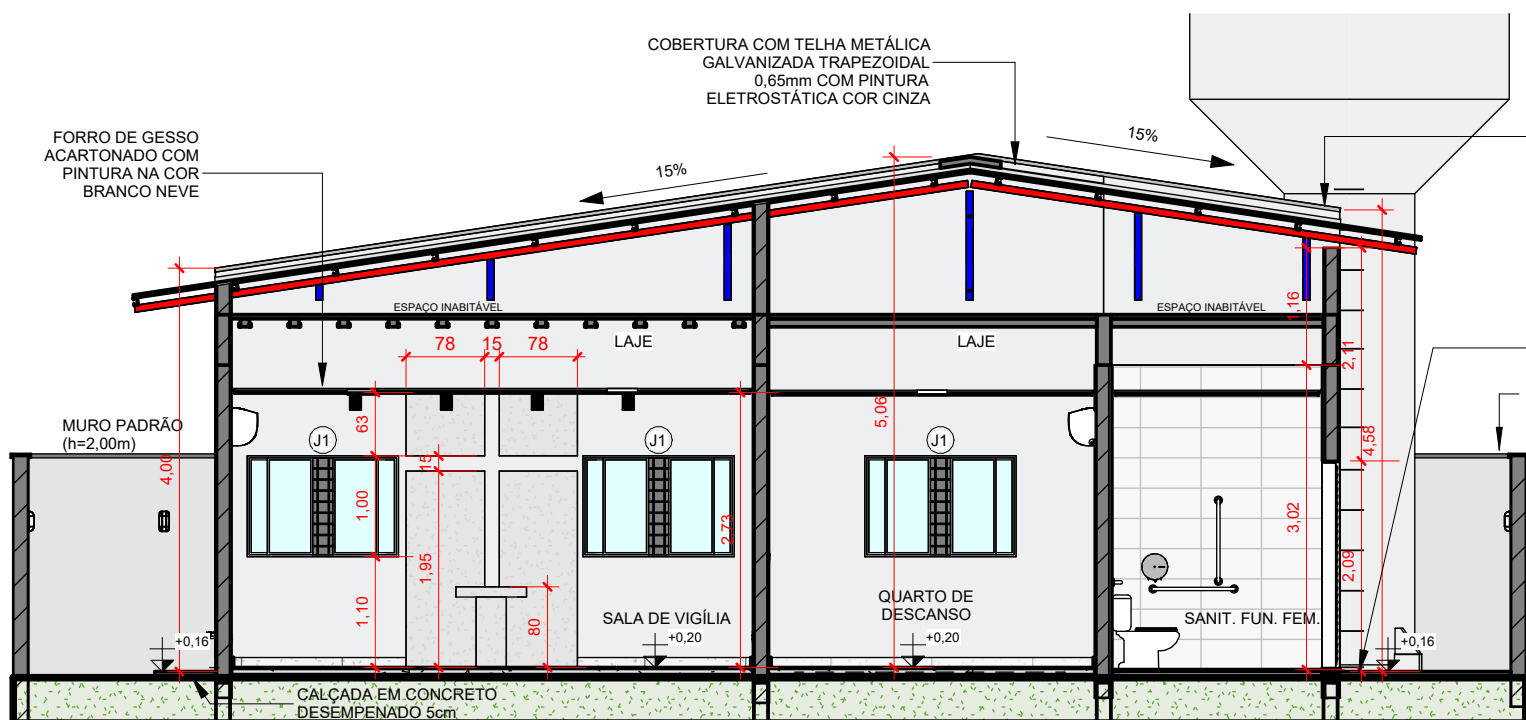 COBERTURA COM TELHA METÁLICA
GALVANIZADA TRAPEZOIDAL
0,65mm COM PINTURA
ELETROSTÁTICA COR CINZA
FORRO DE GESSO
ACARTONADO COM
PINTURA NA COR
BRANCO NEVE
15%
15%
ESPAÇO INABITÁVEL
ESPAÇO INABITÁVEL
1,16
78
15
78
LAJE
LAJE
2,11
5,06
4,58
MURO PADRÃO
(h=2,00m)
4,00
63
J1
J1
J1
15
1,00
1,95
2,73
3,02
2,09
1,10
80
SALA DE VIGÍLIA
QUARTO DE
DESCANSO
SANIT. FUN. FEM.
+0,16
+0,20
+0,20
+0,16
CALÇADA EM CONCRETO
DESEMPENADO 5cm